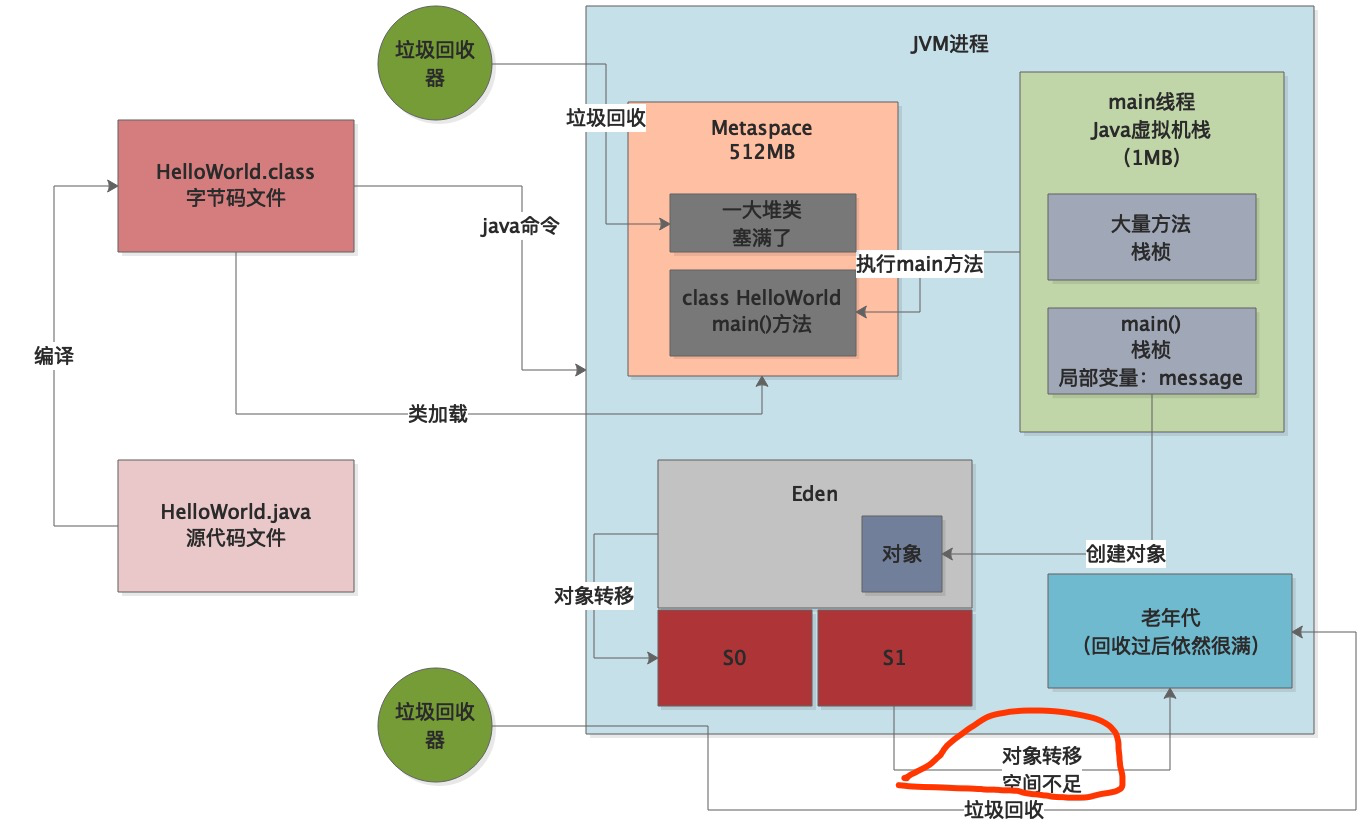 垃圾回收
器
JVM进程
main线程
Java虚拟机栈
（1MB）
垃圾回收
Metaspace
512MB
HelloWorld.class
字节码文件
一大堆类
塞满了
大量方法
栈桢
java命令
执行main方法
class HelloWorld
main()方法
main()
栈桢
局部变量：message
编译
类加载
Eden
HelloWorld.java
源代码文件
对象
创建对象
对象转移
老年代
（回收过后依然很满）
S0
S1
垃圾回收
器
对象转移
空间不足
垃圾回收